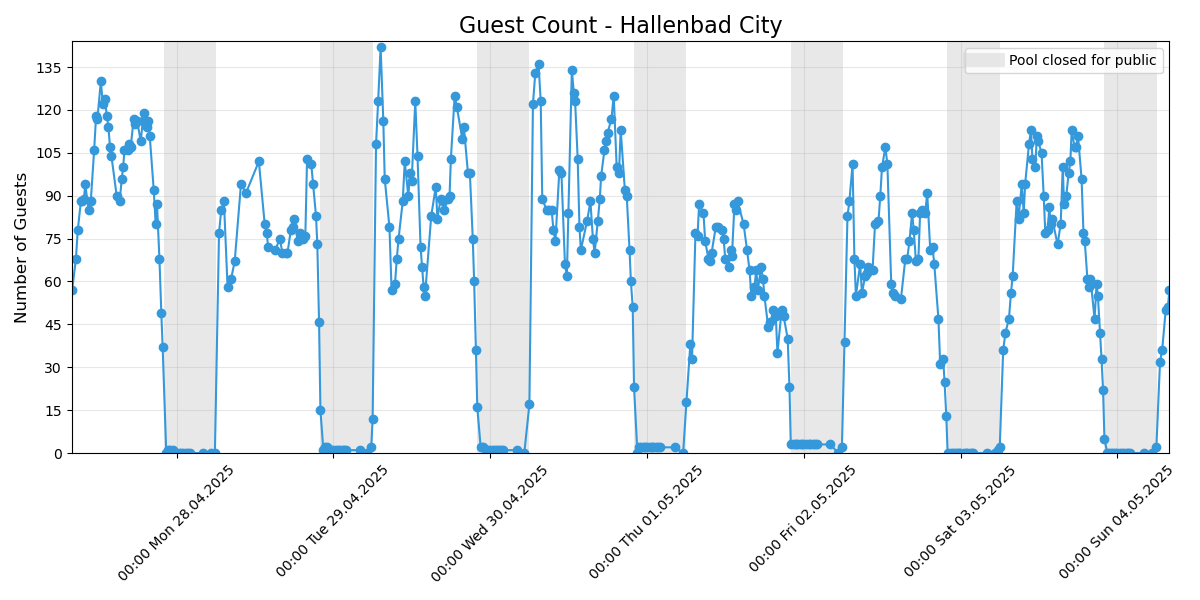 Guest Count - Hallenbad City
Pool closed for public
Number of Guests
135
120
105
90
75
60
45
30
15
0
00:00 Mon 28.04.2025
00:00 Tue 29.04.2025
00:00 Wed 30.04.2025
00:00 Thu 01.05.2025
00:00 Fri 02.05.2025
00:00 Sat 03.05.2025
00:00 Sun 04.05.2025